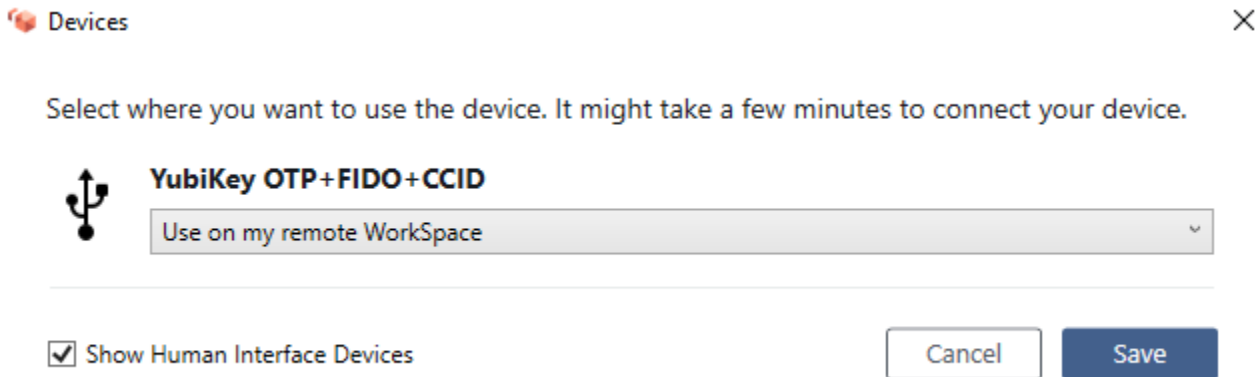 Devices
Select where you want to use the device. It might take a few minutes to connect your device.
YubiKey OTP+FIDO+CCID
Use on my remote WorkSpace
Show Human Interface Devices
Cancel
Save